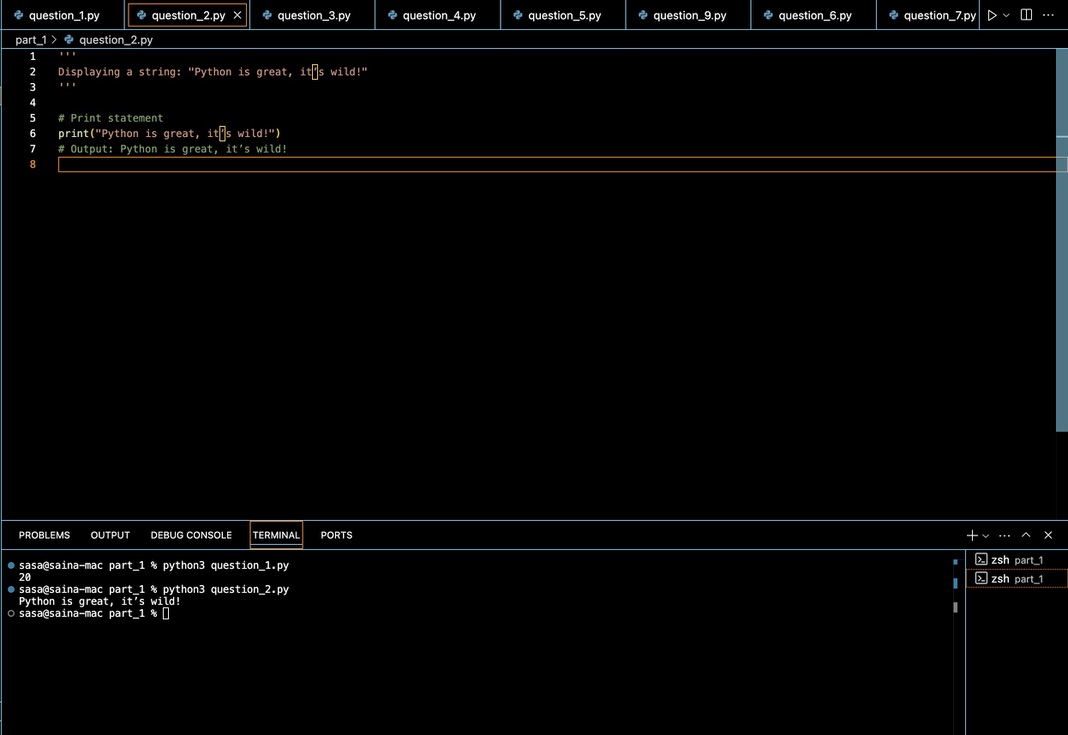 question_1.py question_2.py question_3.py question_4.py question_5.py question_9.py question_6.py question_7.py
part_1 > question_2.py
1 '''
2 Displaying a string: "Python is great, it’s wild!"
3 '''
4
5 # Print statement
6 print("Python is great, it’s wild!")
7 # Output: Python is great, it’s wild!
8
PROBLEMS OUTPUT DEBUG CONSOLE TERMINAL PORTS
sasa@saina-mac part_1 % python3 question_1.py
20
sasa@saina-mac part_1 % python3 question_2.py
Python is great, it’s wild!
sasa@saina-mac part_1 %
zsh part_1
zsh part_1